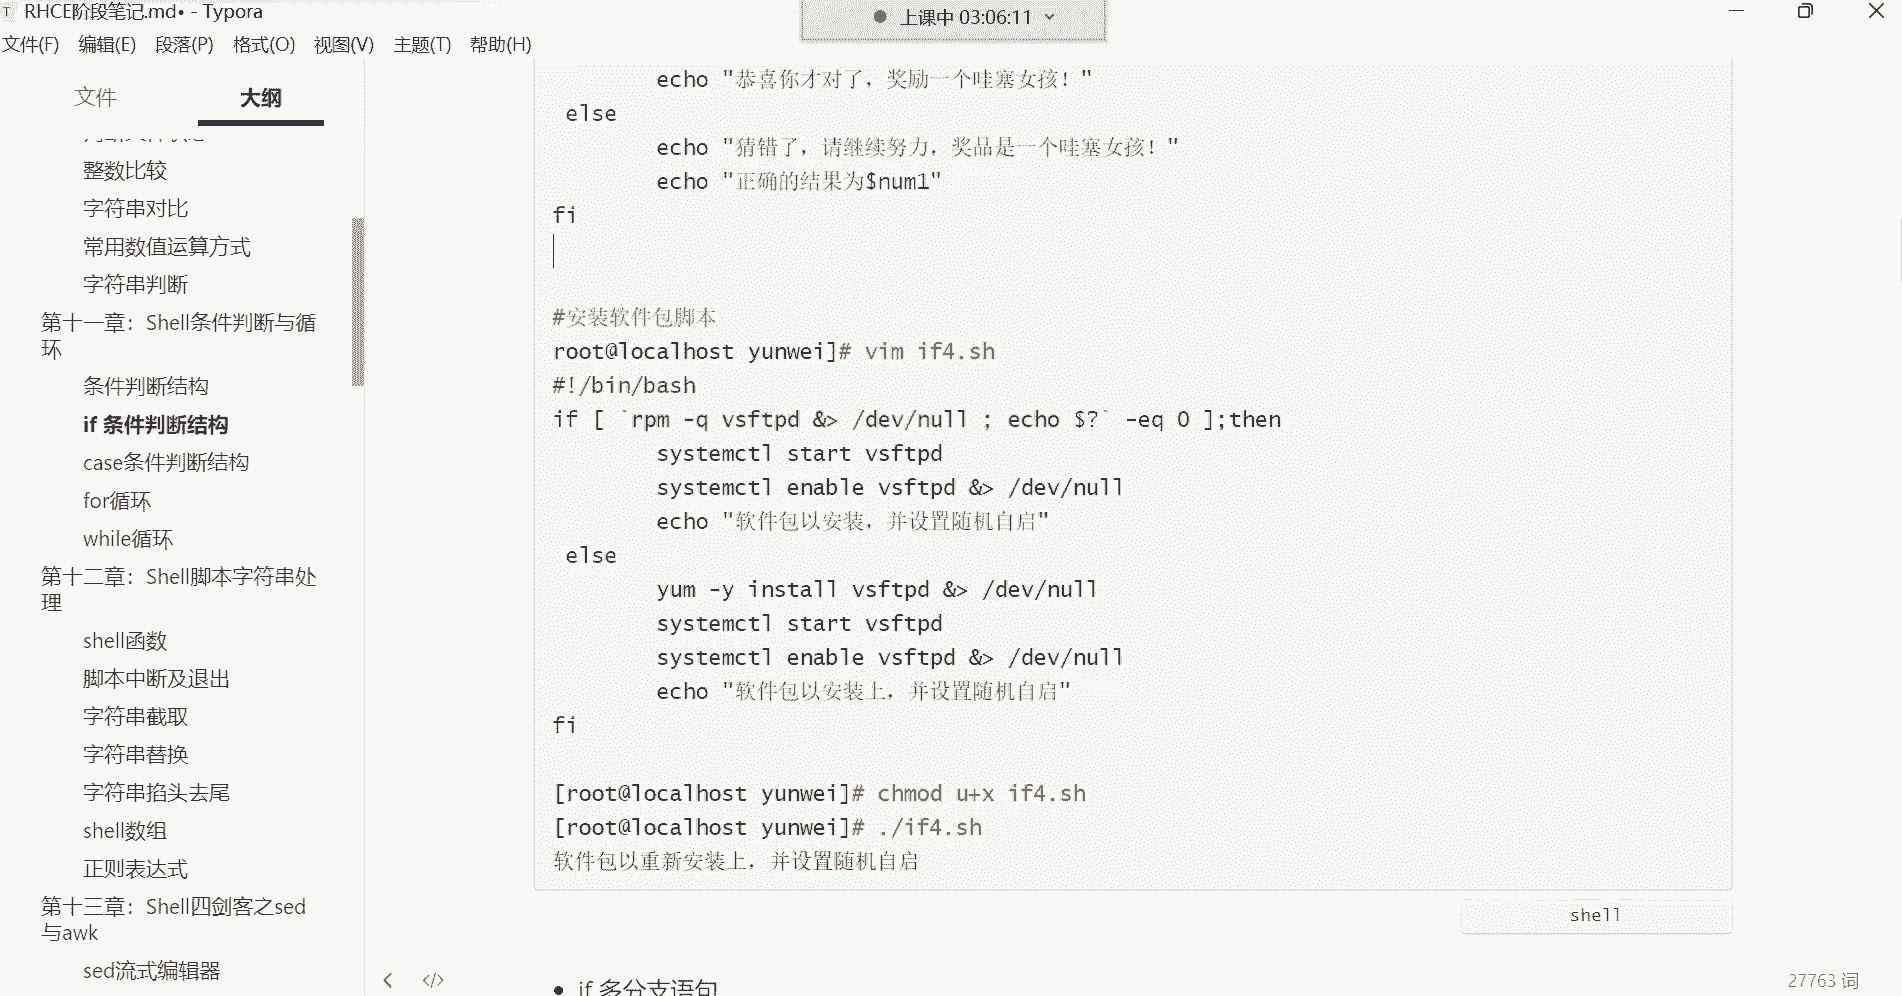 RHCE阶段笔记.md• - Typora
上课中 03:06:11
文件(F) 编辑(E) 段落(P) 格式(O) 视图(V) 主题(T) 帮助(H)
文件 大纲
整数比较
字符串对比
常用数值运算方式
字符串判断
第十一章：Shell条件判断与循
环
条件判断结构
if 条件判断结构
case条件判断结构
for循环
while循环
第十二章：Shell脚本字符串处
理
shell函数
脚本中断及退出
字符串截取
字符串替换
字符串掐头去尾
shell数组
正则表达式
第十三章：Shell四剑客之sed
与awk
sed流式编辑器
echo "恭喜你才对了，奖励一个哇塞女孩！"
else
echo "猜错了，请继续努力，奖品是一个哇塞女孩！"
echo "正确的结果为$num1"
fi
#安装软件包脚本
root@localhost yunwei]# vim if4.sh
#!/bin/bash
if [ `rpm -q vsftpd &> /dev/null ; echo $?` -eq 0 ];then
systemctl start vsftpd
systemctl enable vsftpd &> /dev/null
echo "软件包以安装，并设置随机自启"
else
yum -y install vsftpd &> /dev/null
systemctl start vsftpd
systemctl enable vsftpd &> /dev/null
echo "软件包以安装上，并设置随机自启"
fi
[root@localhost yunwei]# chmod u+x if4.sh
[root@localhost yunwei]# ./if4.sh
软件包以重新安装上，并设置随机自启
shell
• if 多分支语句
27763 词